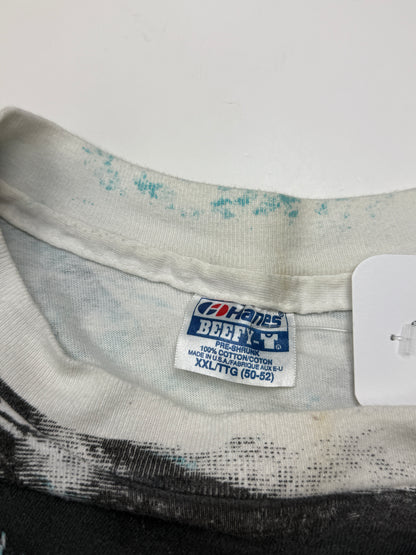 Hanes
BEEFY-T®
PRE-SHRUNK
100% COTTON/COTON
MADE IN U.S.A./FABRIQUE AUX E-U
XXL/TTG (50-52)